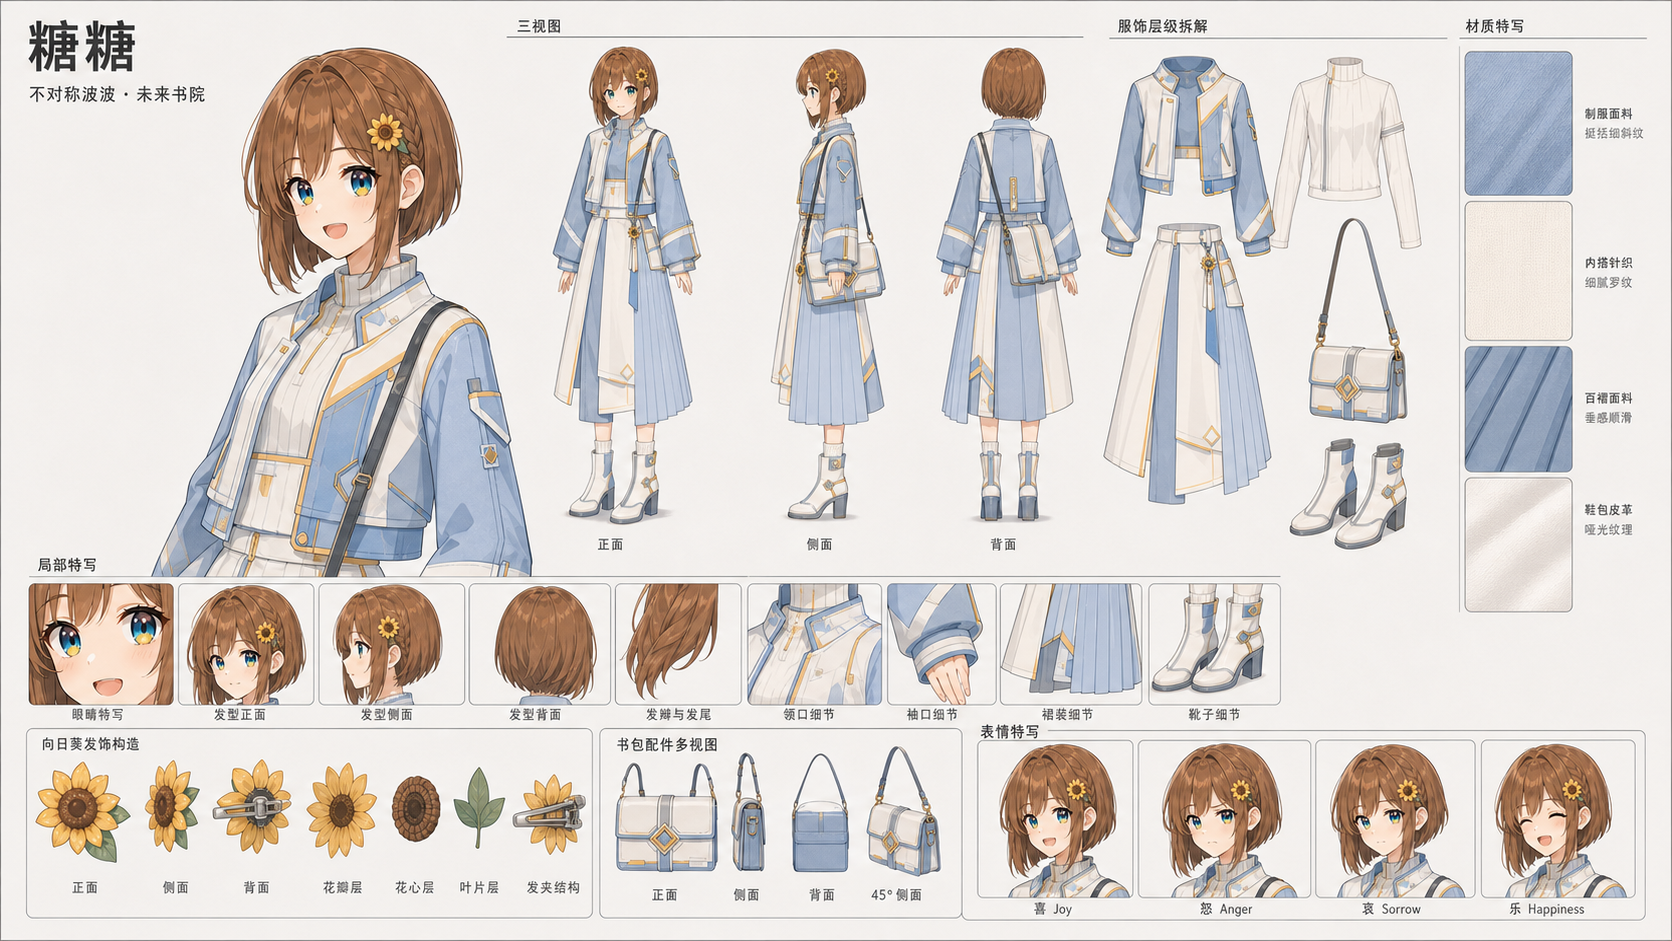 糖糖
不对称波波 · 未来书院
三视图
正面
侧面
背面
服饰层级拆解
材质特写
制服面料
挺括细斜纹
内搭针织
细腻罗纹
百褶面料
垂感顺滑
鞋包皮革
哑光纹理
局部特写
眼睛特写
发型正面
发型侧面
发型背面
发辫与发尾
领口细节
袖口细节
裙装细节
靴子细节
向日葵发饰构造
正面
侧面
背面
花瓣层
花心层
叶片层
发夹结构
书包配件多视图
正面
侧面
背面
45° 侧面
表情特写
喜 Joy
怒 Anger
哀 Sorrow
乐 Happiness